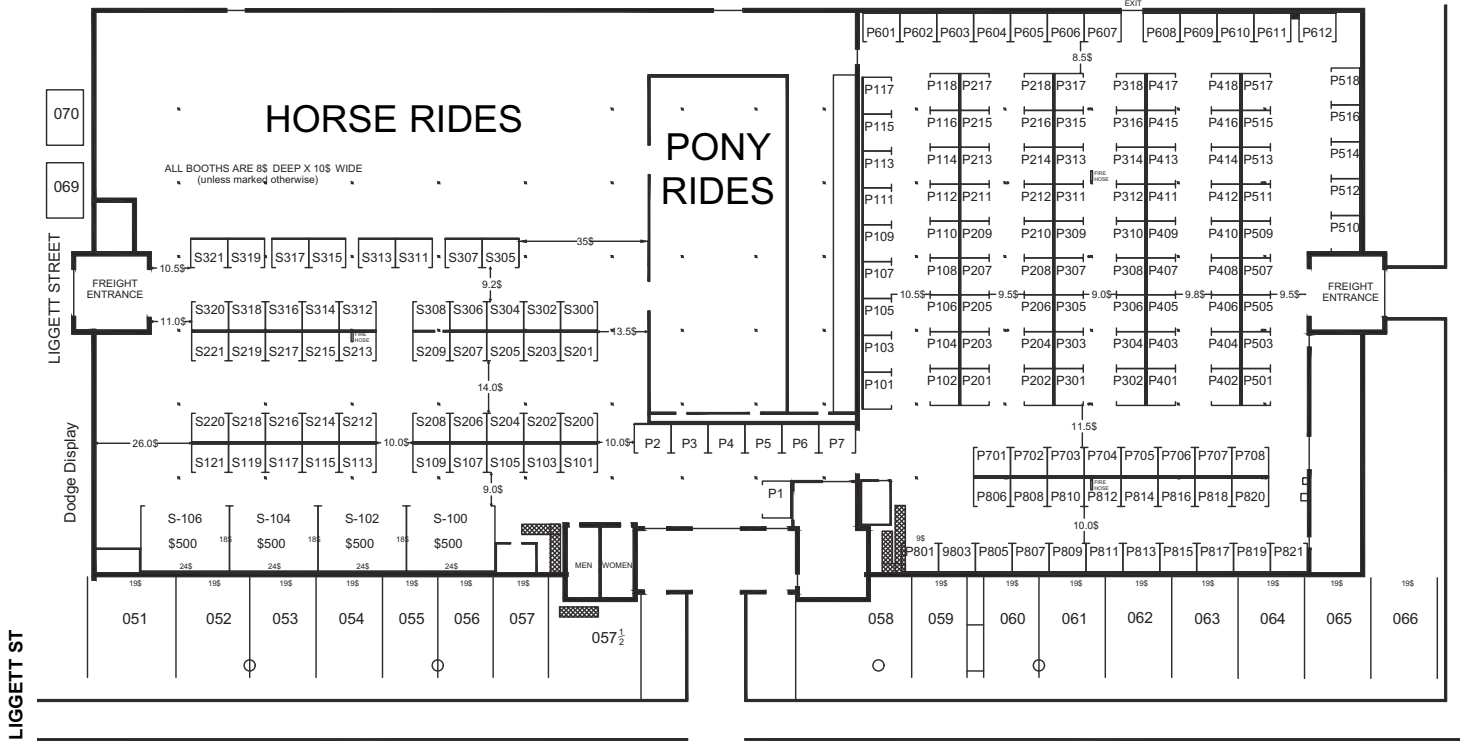 EXIT
P601 P602 P603 P604 P605 P606 P607 P608 P609 P610 P611 P612
8.5$
070
HORSE RIDES
PONY
RIDES
ALL BOOTHS ARE 8$ DEEP X 10$ WIDE
(unless marked otherwise)
069
LIGGETT STREET
FREIGHT
ENTRANCE
10.5$
11.0$
S321 S319 S317 S315 S313 S311 S307 S305
35$
9.2$
S320 S318 S316 S314 S312 S308 S306 S304 S302 S300
FIRE
HOSE
13.5$
S221 S219 S217 S215 S213 S209 S207 S205 S203 S201
14.0$
S220 S218 S216 S214 S212 S208 S206 S204 S202 S200
26.0$ 10.0$ 10.0$
S121 S119 S117 S115 S113 S109 S107 S105 S103 S101
9.0$
Dodge Display
S-106 S-104 S-102 S-100
$500 $500 $500 $500
18$ 18$ 18$
24$ 24$ 24$ 24$
P2 P3 P4 P5 P6 P7
P1
MEN WOMEN
P117 P118 P217 P218 P317 P318 P417 P418 P517 P518
P115 P116 P215 P216 P315 P316 P415 P416 P515 P516
P113 P114 P213 P214 P313 P314 P413 P414 P513 P514
FIRE
HOSE
P111 P112 P211 P212 P311 P312 P411 P412 P511 P512
P109 P110 P209 P210 P309 P310 P409 P410 P509 P510
P107 P108 P207 P208 P307 P308 P407 P408 P507
10.5$ 9.5$ 9.0$ 9.8$ 9.5$
FREIGHT
ENTRANCE
P105 P106 P205 P206 P305 P306 P405 P406 P505
P103 P104 P203 P204 P303 P304 P403 P404 P503
P101 P102 P201 P202 P301 P302 P401 P402 P501
11.5$
P701 P702 P703 P704 P705 P706 P707 P708
FIRE
HOSE
P806 P808 P810 P812 P814 P816 P818 P820
10.0$
9$
P801 9803 P805 P807 P809 P811 P813 P815 P817 P819 P821
19$ 19$ 19$ 19$ 19$ 19$ 19$ 19$ 19$ 19$ 19$ 19$ 19$ 19$
051 052 053 054 055 056 057 057½ 058 059 060 061 062 063 064 065 066
LIGGETT ST